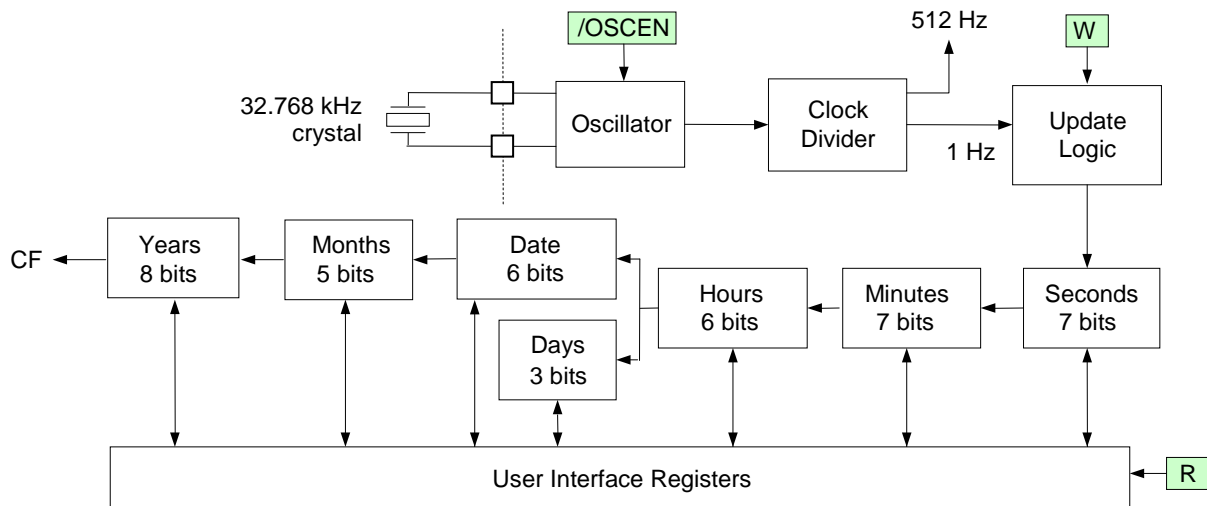 /OSCEN
512 Hz
W
32.768 kHz
crystal
Oscillator
Clock
Divider
1 Hz
Update
Logic
CF
Years
8 bits
Months
5 bits
Date
6 bits
Days
3 bits
Hours
6 bits
Minutes
7 bits
Seconds
7 bits
User Interface Registers
R